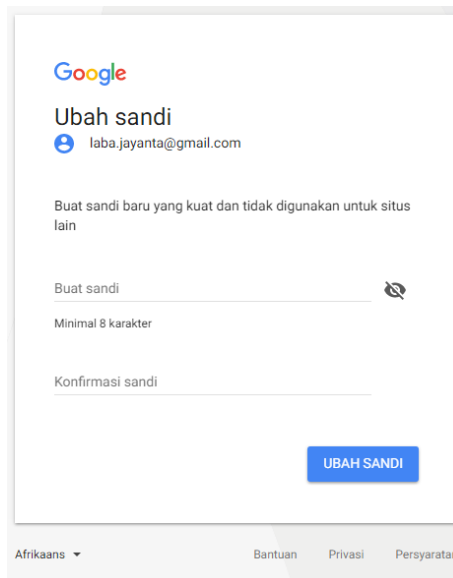 Google
Ubah sandi
laba.jayanta@gmail.com
Buat sandi baru yang kuat dan tidak digunakan untuk situs
lain
Buat sandi
Minimal 8 karakter
Konfirmasi sandi
UBAH SANDI
Afrikaans Bantuan Privasi